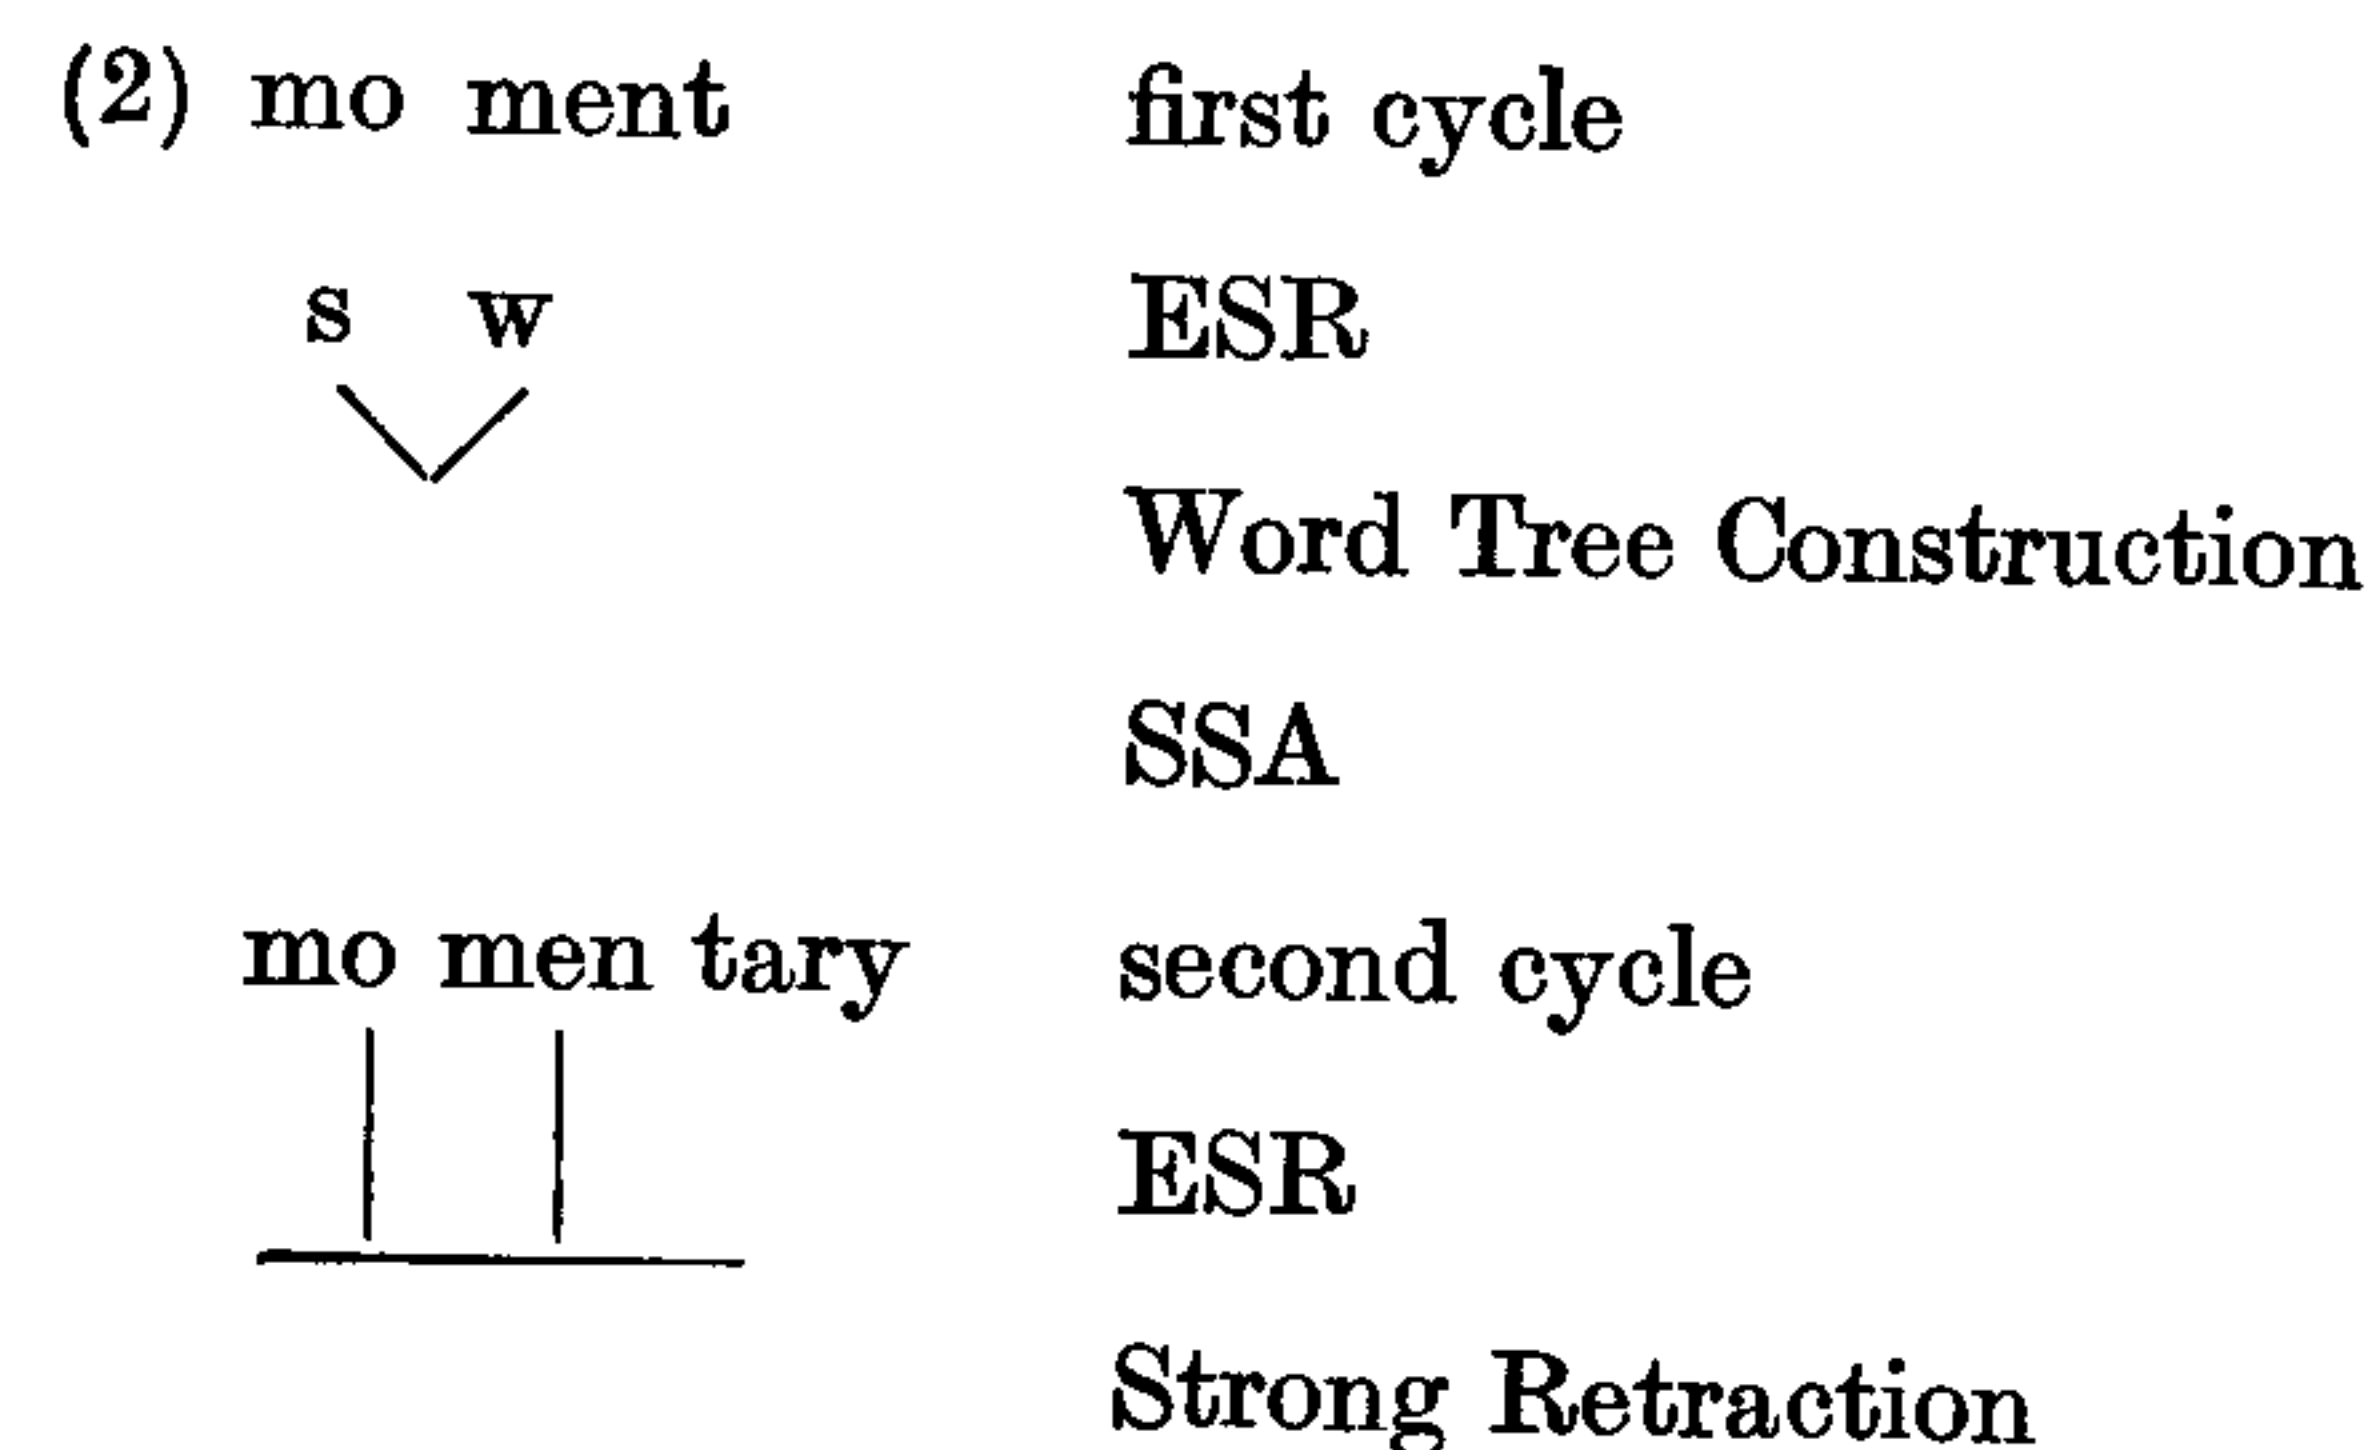 (2) mo ment first cycle
s w ESR
Word Tree Construction
SSA
mo men tary second cycle
ESR
Strong Retraction